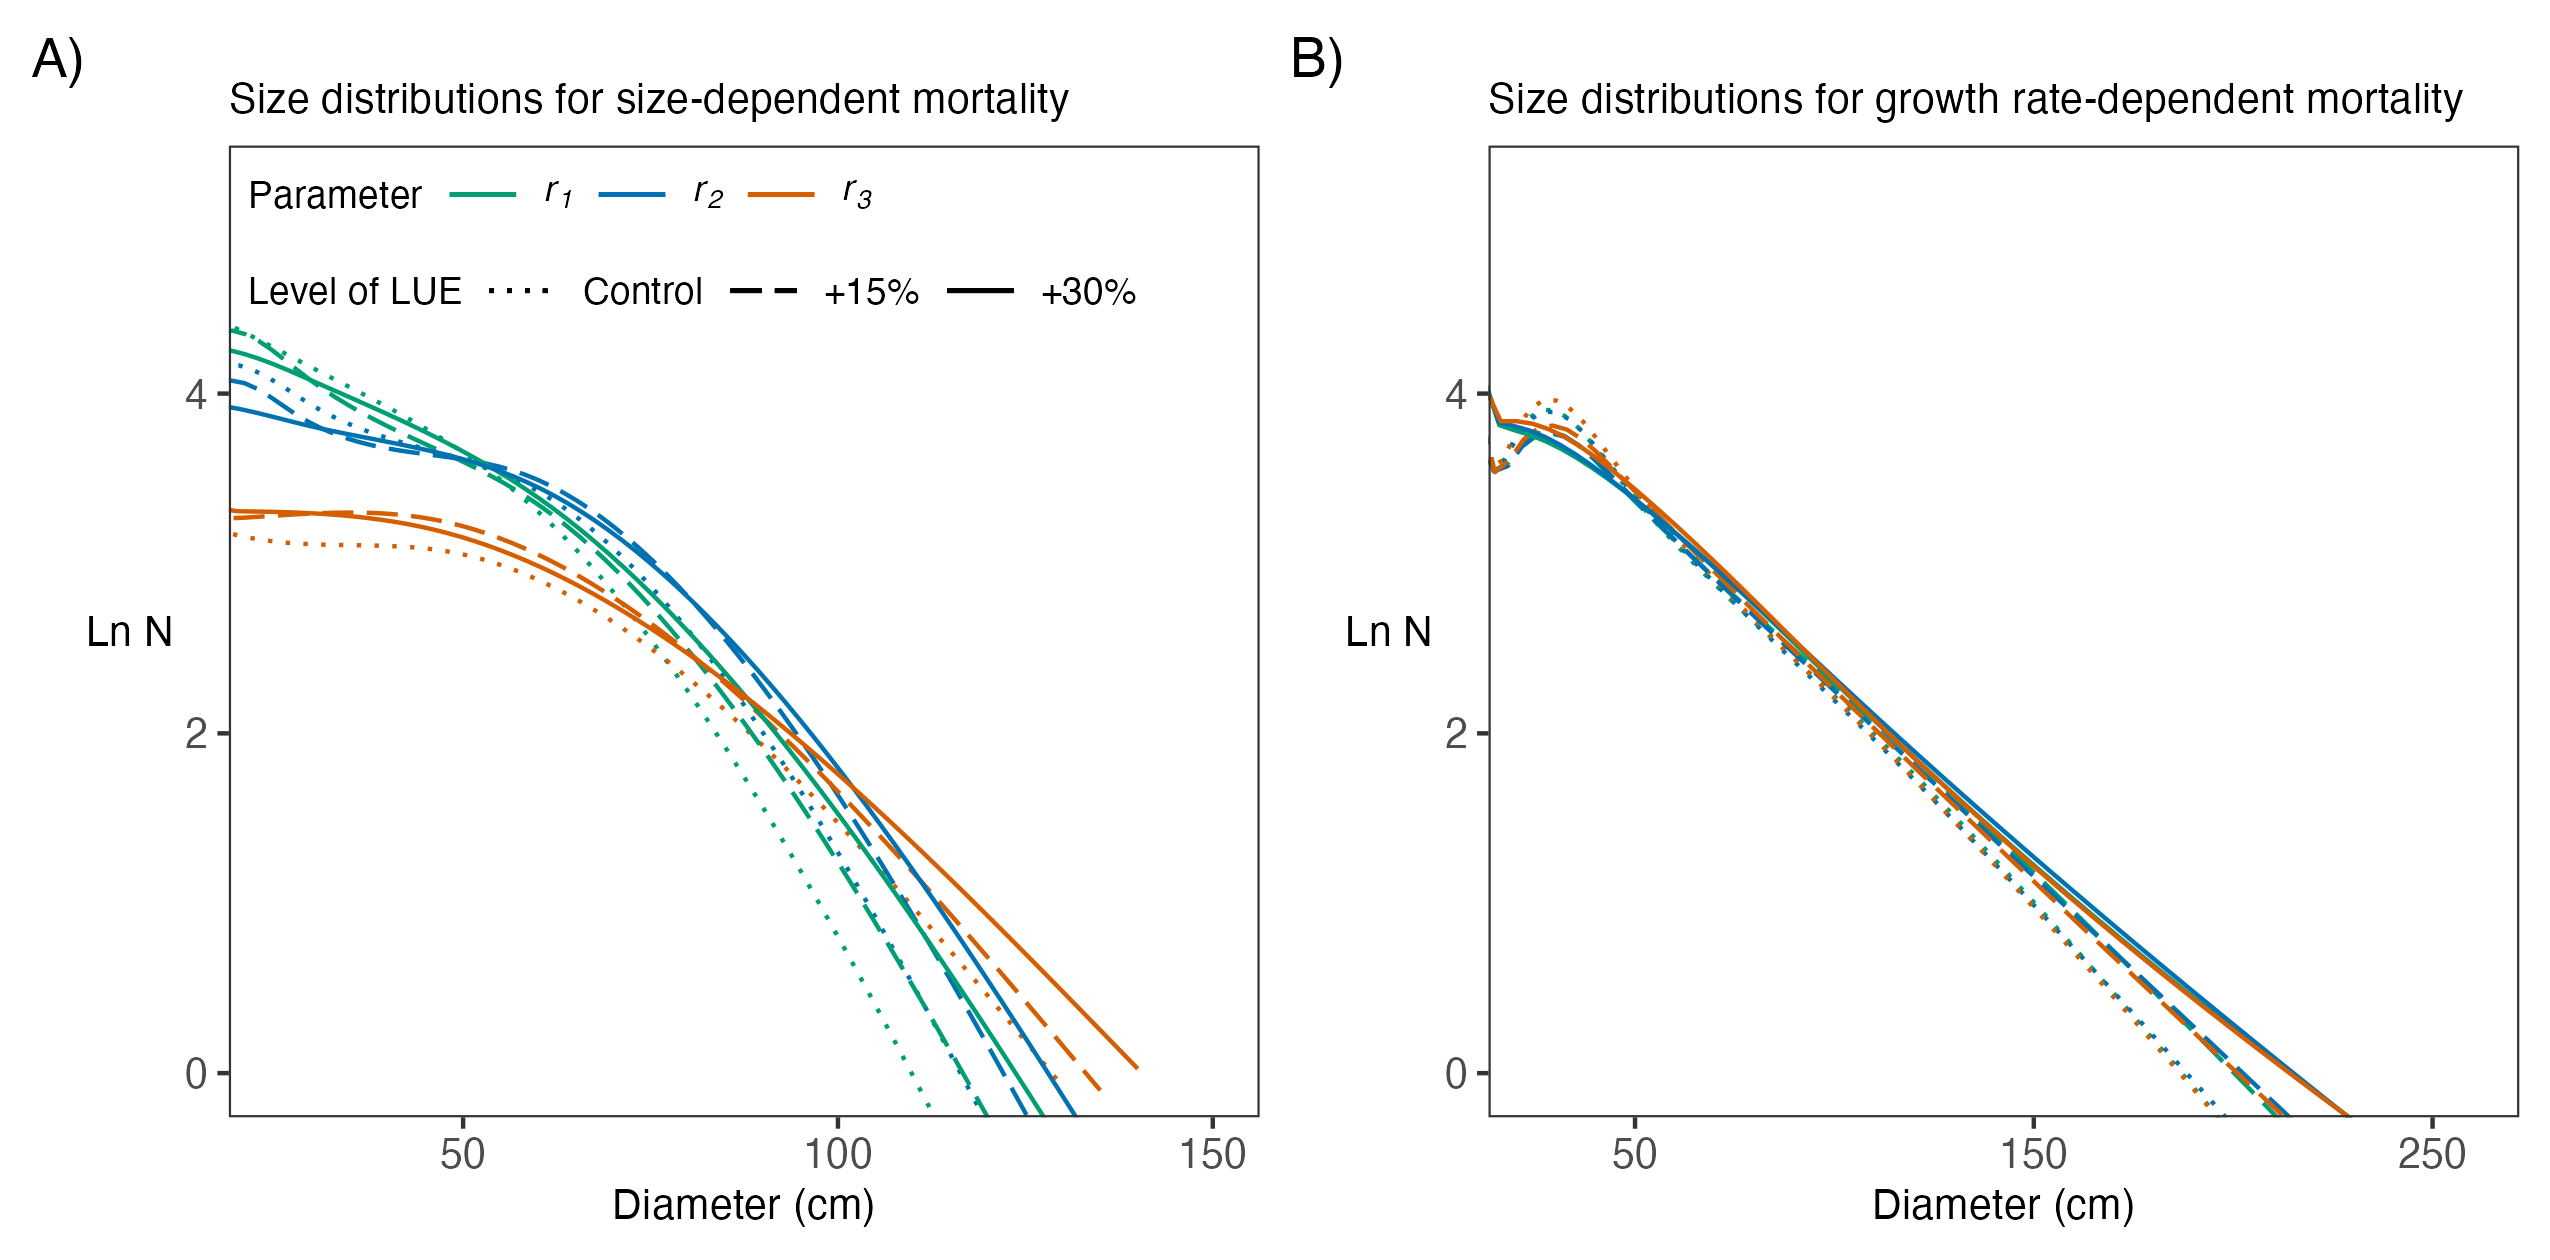 A)
Size distributions for size-dependent mortality
Parameter r1 r2 r3
Level of LUE Control +15% +30%
4
2
0
Ln N
50 100 150
Diameter (cm)
B)
Size distributions for growth rate-dependent mortality
4
2
0
Ln N
50 150 250
Diameter (cm)